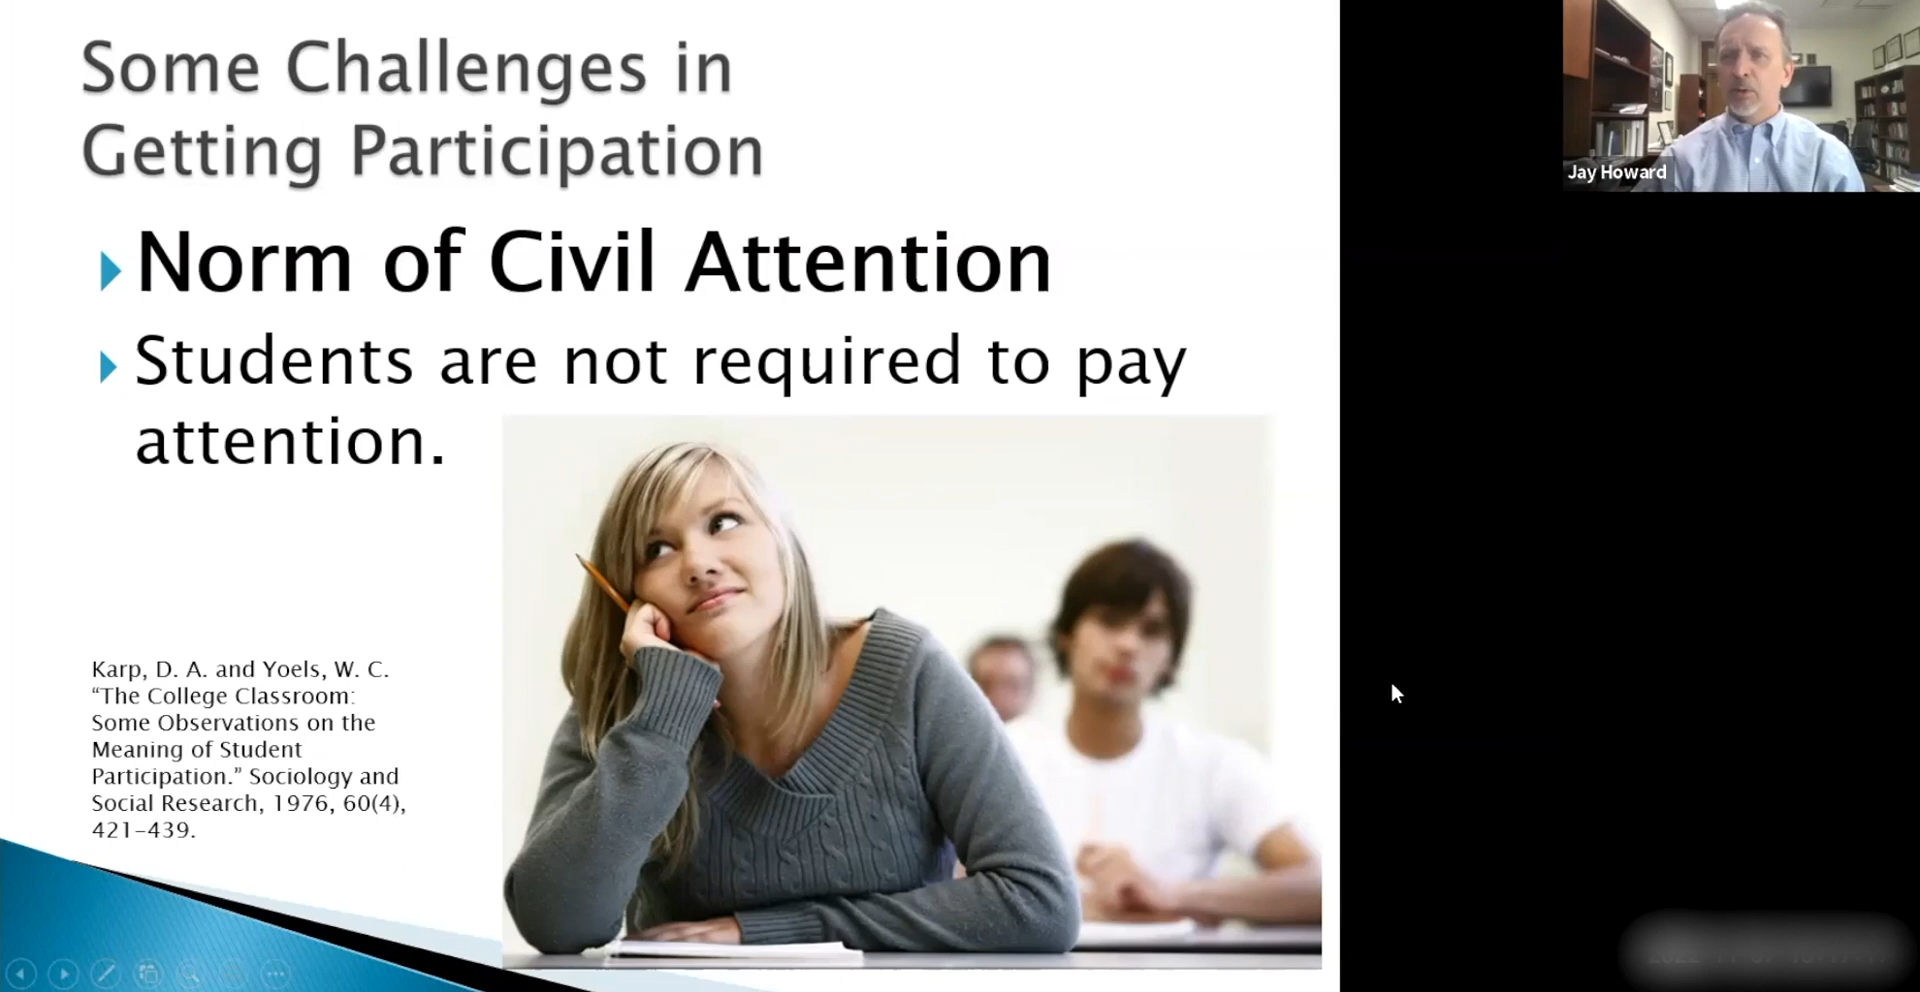 Some Challenges in
Getting Participation
Norm of Civil Attention
Students are not required to pay
attention.
Karp, D. A. and Yoels, W. C.
“The College Classroom:
Some Observations on the
Meaning of Student
Participation.” Sociology and
Social Research, 1976, 60(4),
421-439.
Jay Howard